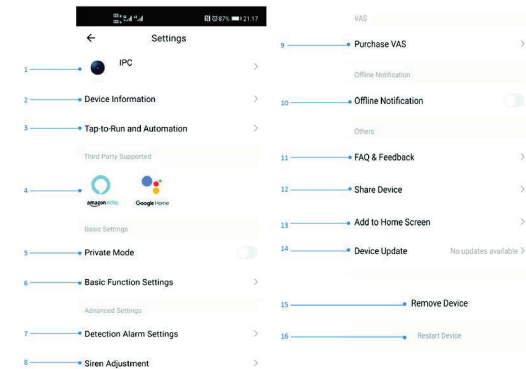 87% 21:17
Settings
1 IPC
2 Device Information
3 Tap-to-Run and Automation
Third Party Supported
4
amazon echo Google Home
Basic Settings
5 Private Mode
6 Basic Function Settings
Advanced Settings
7 Detection Alarm Settings
8 Siren Adjustment
VAS
9 Purchase VAS
Offline Notification
10 Offline Notification
Others
11 FAQ & Feedback
12 Share Device
13 Add to Home Screen
14 Device Update No updates available
15 Remove Device
16 Restart Device